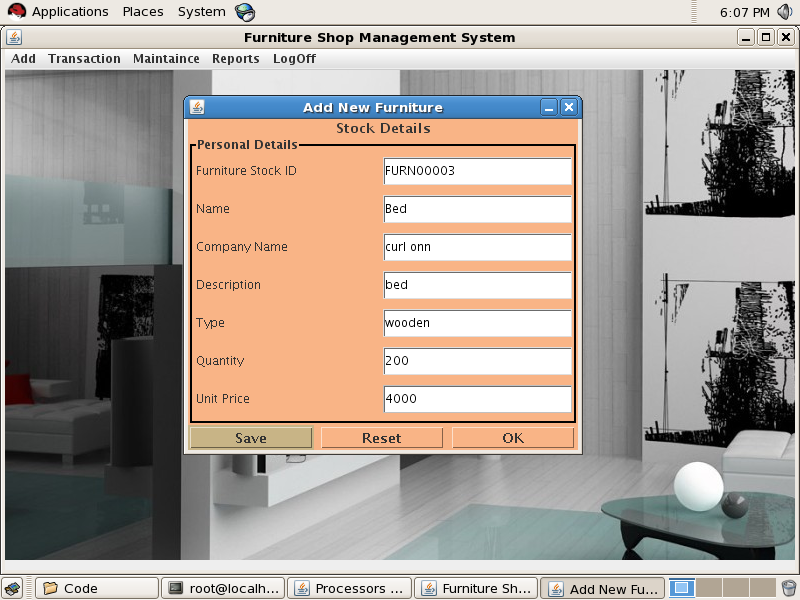 Applications Places System 6:07 PM
Furniture Shop Management System
Add Transaction Maintaince Reports LogOff
Add New Furniture
Stock Details
Personal Details
Furniture Stock ID FURN00003
Name Bed
Company Name curl onn
Description bed
Type wooden
Quantity 200
Unit Price 4000
Save Reset OK
Code root@localh... Processors ... Furniture Sh... Add New Fu...